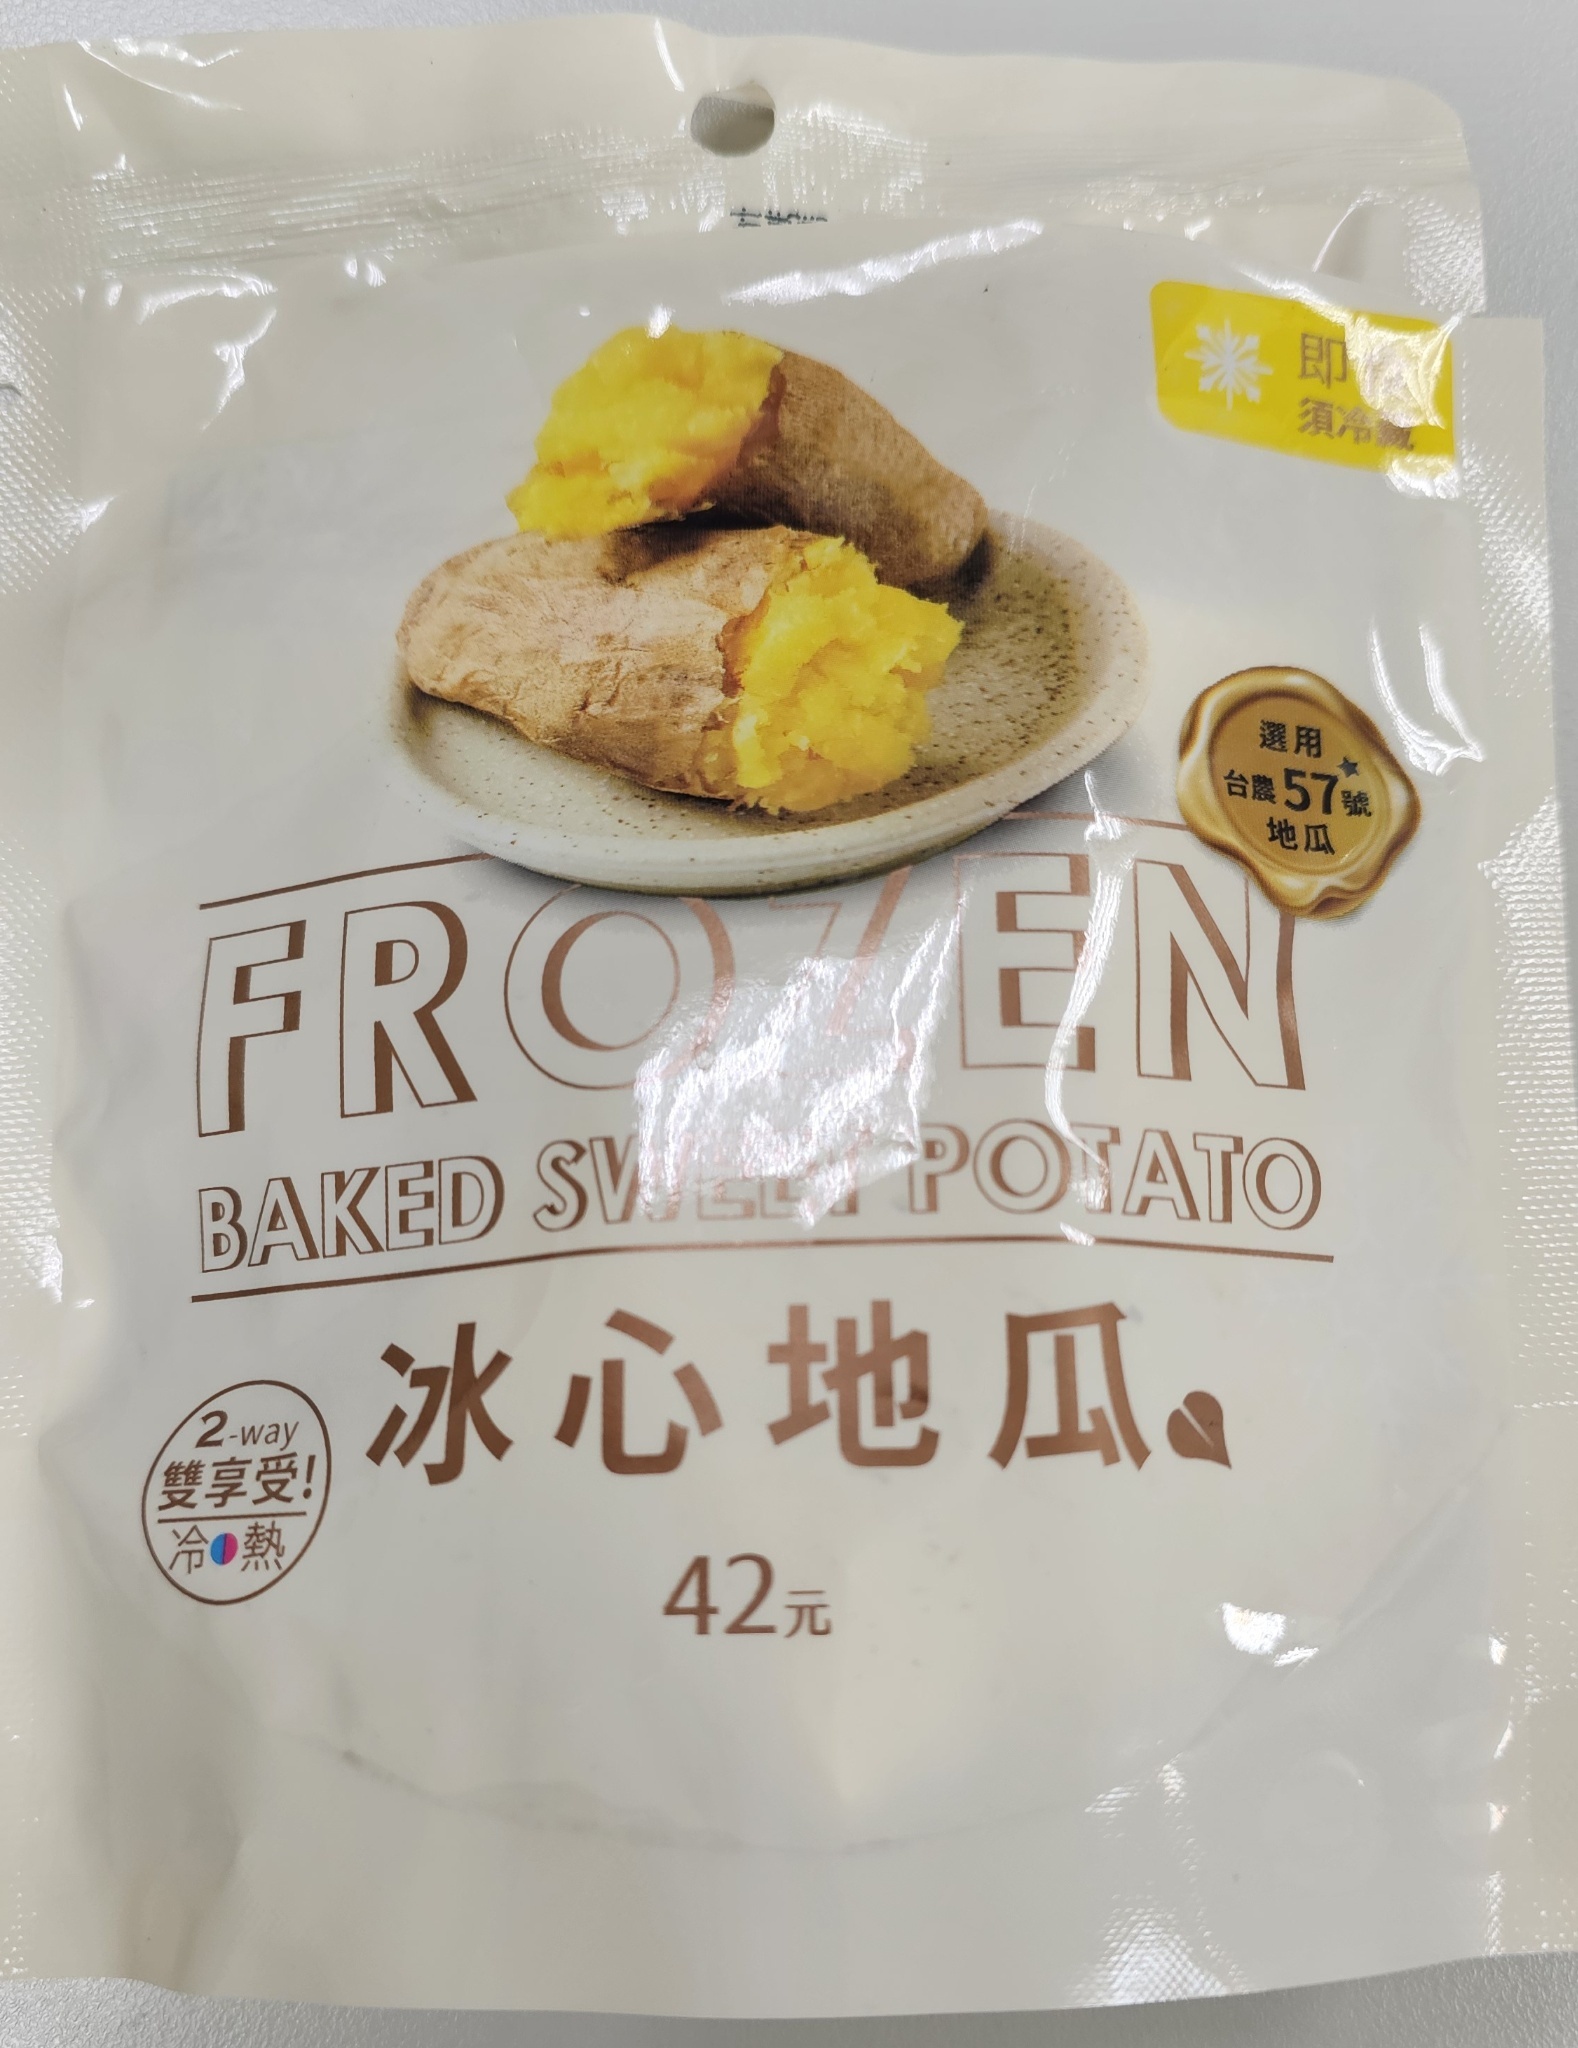 即
須冷藏
選用
台農57號
地瓜
FROZEN
BAKED SWEET POTATO
冰心地瓜
2-way
雙享受!
冷熱
42元